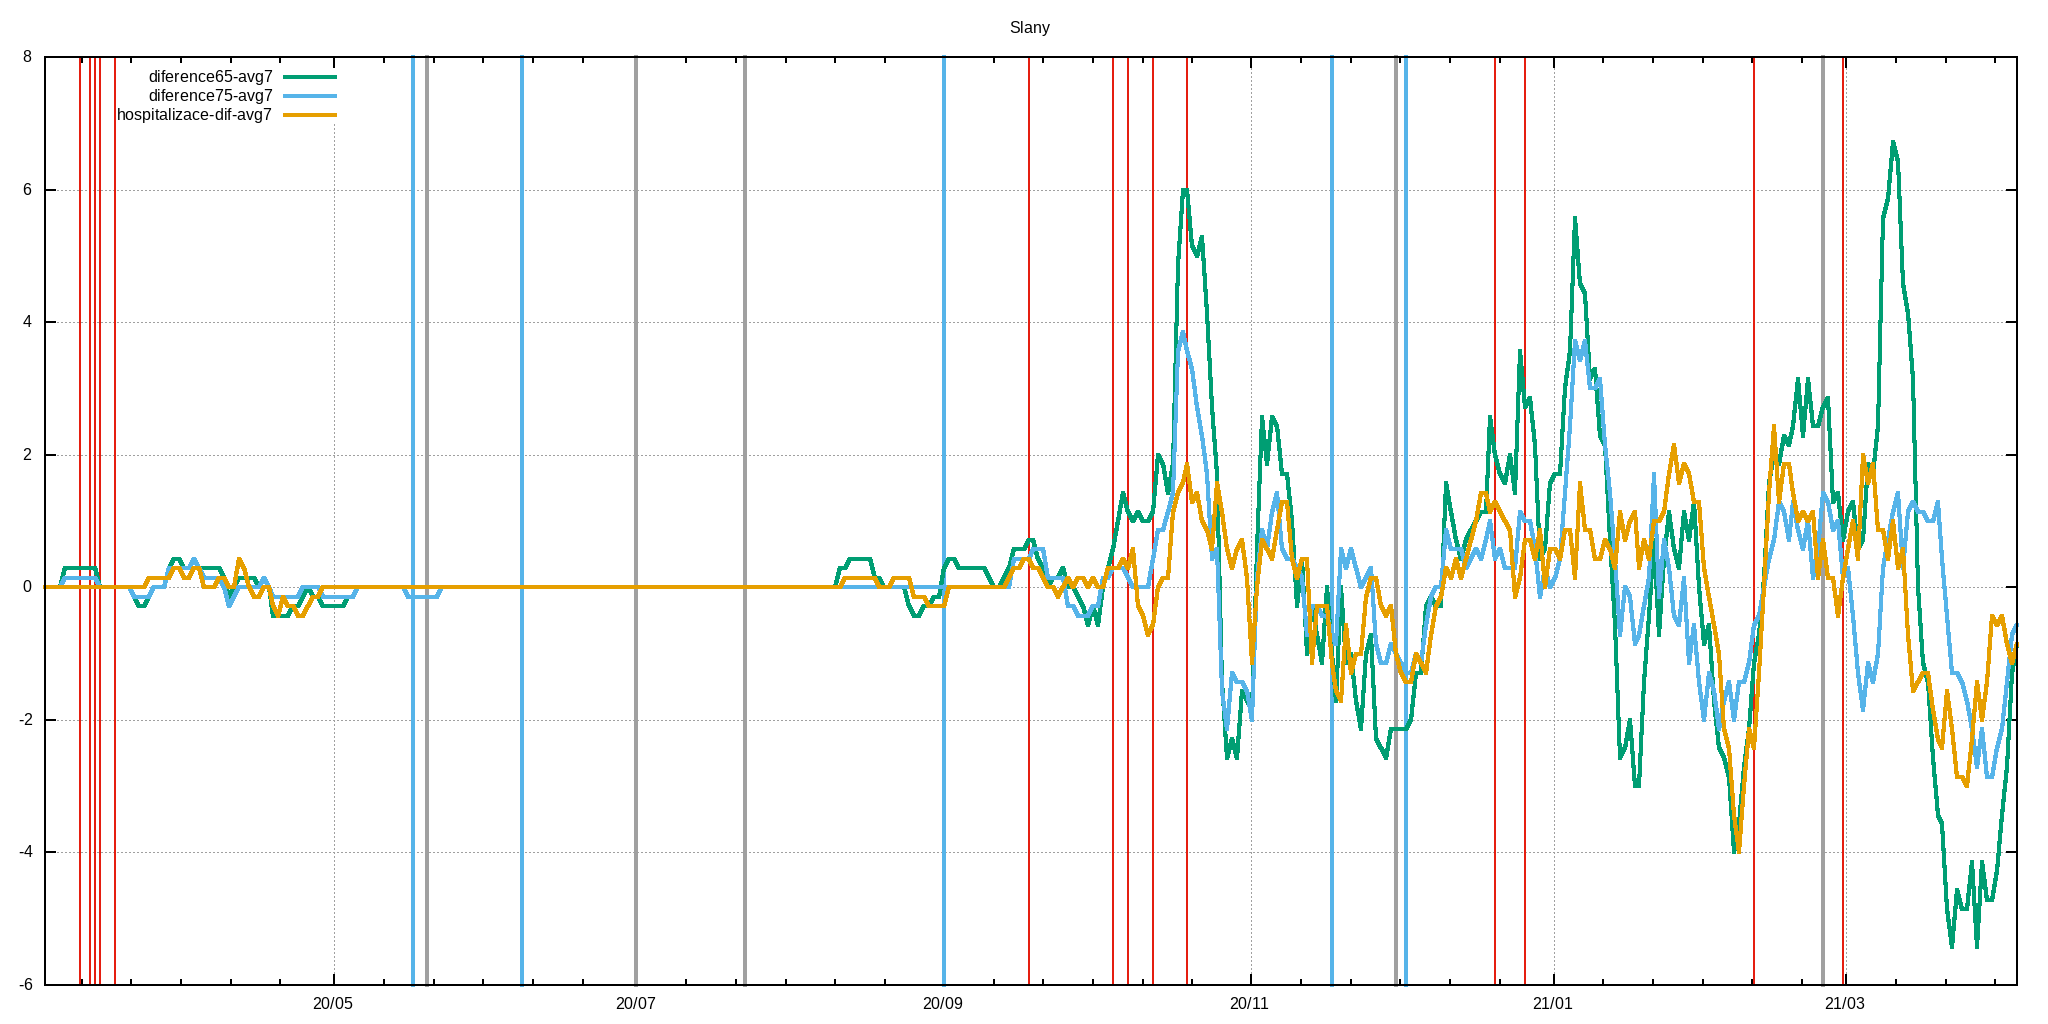 Slany
8
diference65-avg7
diference75-avg7
hospitalizace-dif-avg7
6
4
2
0
-2
-4
-6
20/05 20/07 20/09 20/11 21/01 21/03